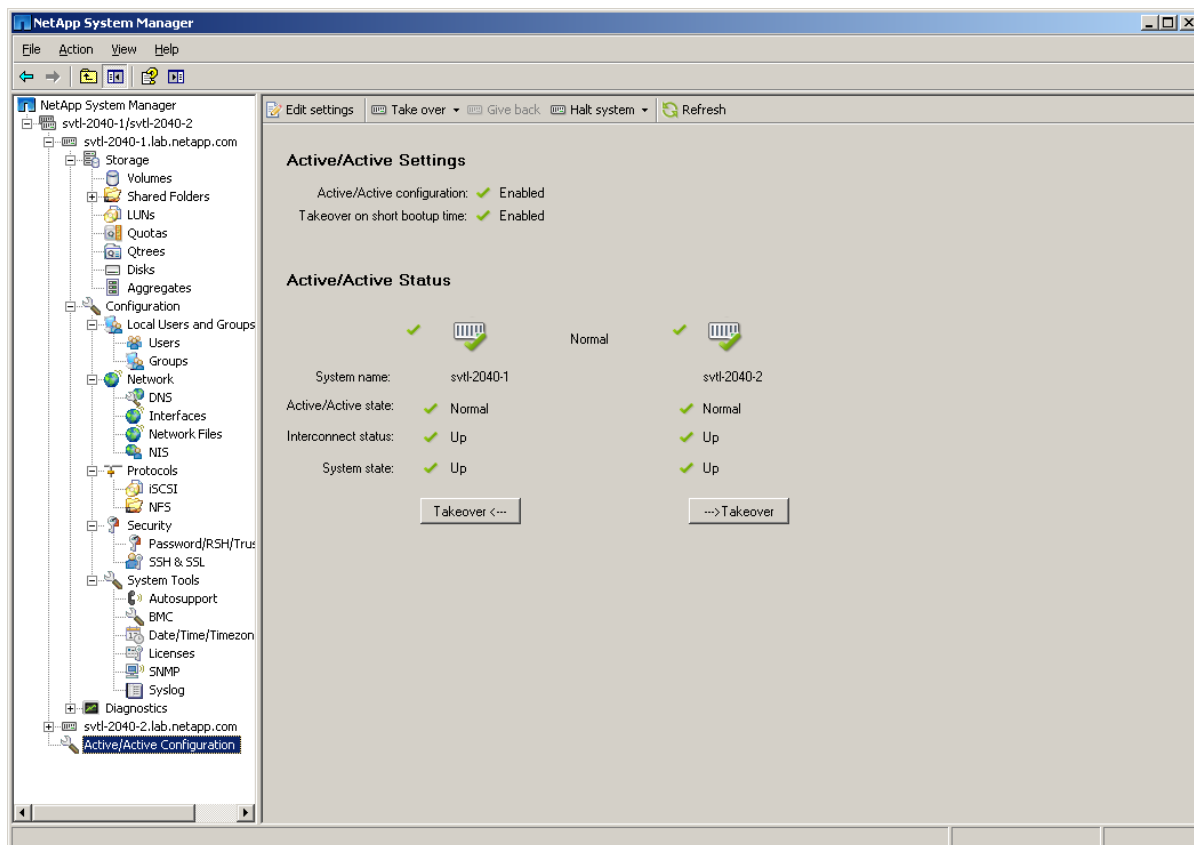 NetApp System Manager
File Action View Help
NetApp System Manager
svtl-2040-1/svtl-2040-2
svtl-2040-1.lab.netapp.com
Storage
Volumes
Shared Folders
LUNs
Quotas
Qtrees
Disks
Aggregates
Configuration
Local Users and Groups
Users
Groups
Network
DNS
Interfaces
Network Files
NIS
Protocols
iSCSI
NFS
Security
Password/RSH/Trus
SSH & SSL
System Tools
Autosupport
BMC
Date/Time/Timezon
Licenses
SNMP
Syslog
Diagnostics
svtl-2040-2.lab.netapp.com
Active/Active Configuration
Edit settings Take over Give back Halt system Refresh
Active/Active Settings
Active/Active configuration: Enabled
Takeover on short bootup time: Enabled
Active/Active Status
Normal
System name: svtl-2040-1 svtl-2040-2
Active/Active state: Normal Normal
Interconnect status: Up Up
System state: Up Up
Takeover <--- --->Takeover